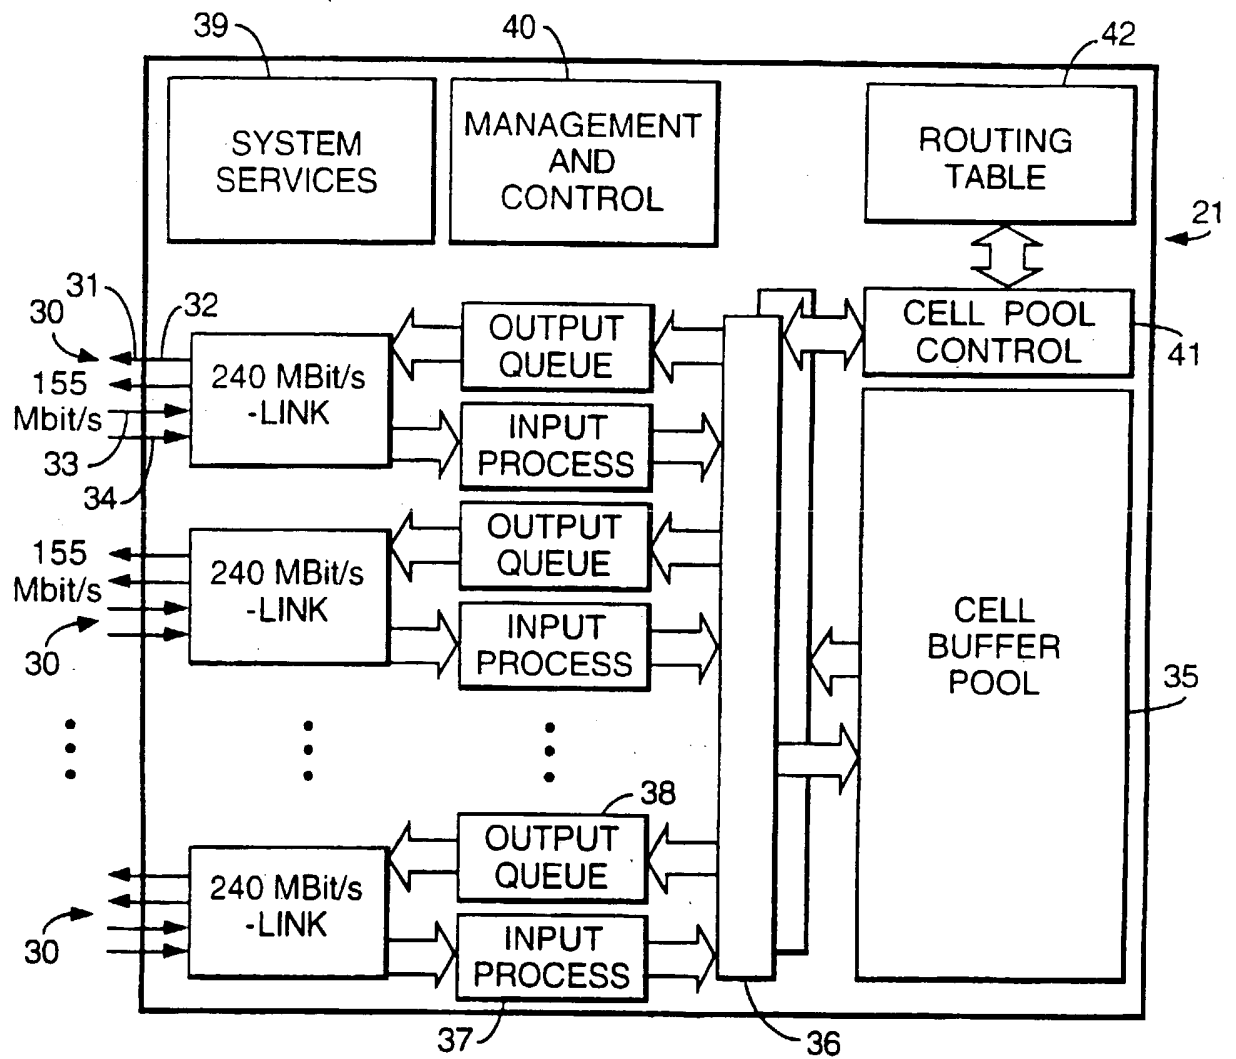 39
40
42
SYSTEM
SERVICES
MANAGEMENT
AND
CONTROL
ROUTING
TABLE
21
31
30
32
155
Mbit/s
33
34
240 MBit/s
-LINK
OUTPUT
QUEUE
INPUT
PROCESS
CELL POOL
CONTROL
41
155
Mbit/s
30
240 MBit/s
-LINK
OUTPUT
QUEUE
INPUT
PROCESS
CELL
BUFFER
POOL
35
38
30
240 MBit/s
-LINK
OUTPUT
QUEUE
INPUT
PROCESS
37
36